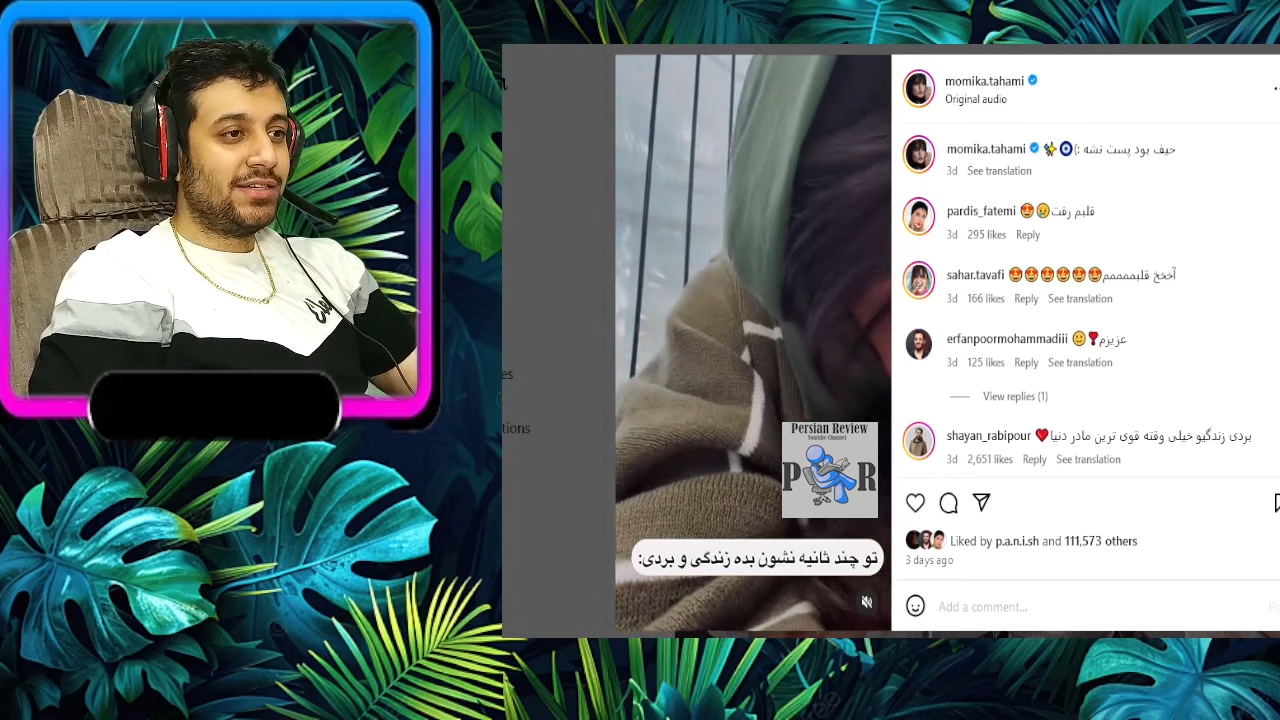 momika.tahami
Original audio
momika.tahami ✨🧿حیف بود پست نشه :)
3d See translation
pardis_fatemi 😍😥قلبم رفت
3d 295 likes Reply
sahar.tavafi 😍😍😍😍😍😍آخخخ قلبمممم
3d 166 likes Reply See translation
erfanpoormohammadiii 🙂❣️عزیزم
3d 125 likes Reply See translation
View replies (1)
shayan_rabipour ❤️بردی زندگیو خیلی وقته قوی ترین مادر دنیا
3d 2,651 likes Reply See translation
Liked by p.a.n.i.sh and 111,573 others
3 days ago
Add a comment...
Persian Review
Youtube Channel
P R
تو چند ثانیه نشون بده زندگی و بردی:
es
tions